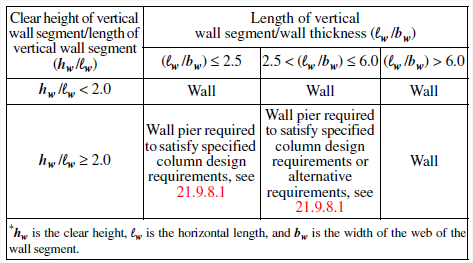 Clear height of vertical
wall segment/length of
vertical wall segment
(hw/ℓw)
Length of vertical
wall segment/wall thickness (ℓw/bw)
(ℓw/bw) ≤ 2.5
2.5 < (ℓw/bw) ≤ 6.0
(ℓw/bw) > 6.0
hw/ℓw < 2.0
Wall
Wall
Wall
hw/ℓw ≥ 2.0
Wall pier required
to satisfy specified
column design
requirements, see
21.9.8.1
Wall pier required
to satisfy specified
column design
requirements or
alternative
requirements, see
21.9.8.1
Wall
*hw is the clear height, ℓw is the horizontal length, and bw is the width of the web of the
wall segment.